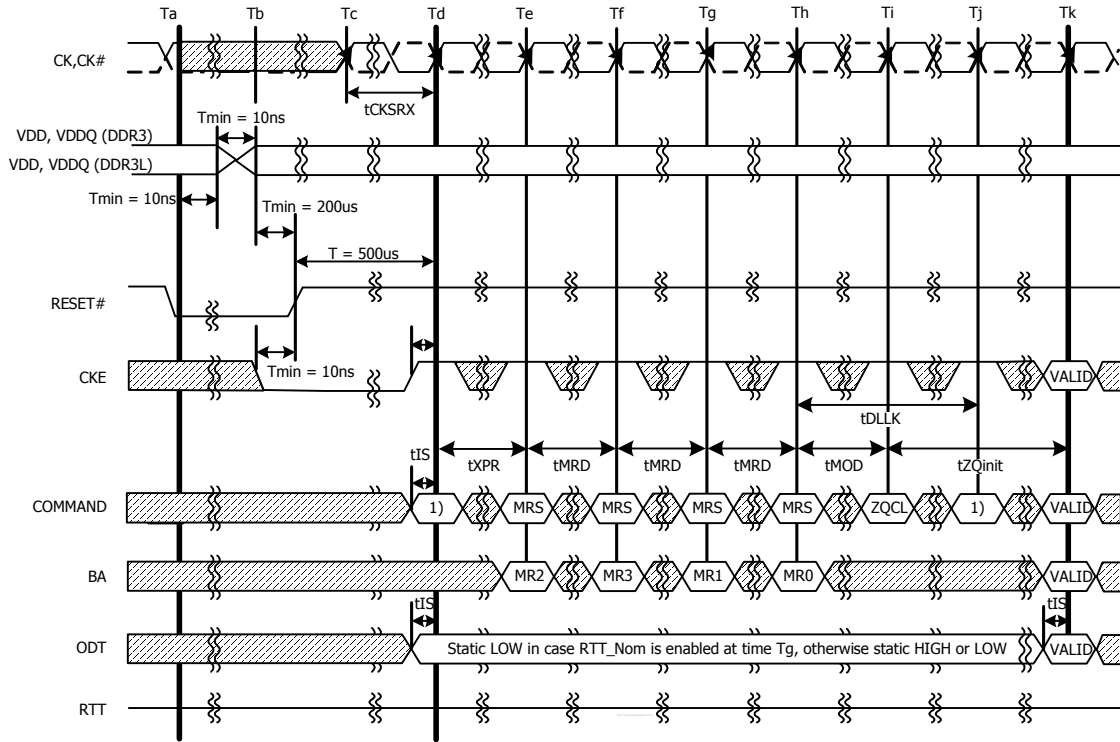 Ta Tb Tc Td Te Tf Tg Th Ti Tj Tk
CK,CK#
tCKSRX
Tmin = 10ns
VDD, VDDQ (DDR3)
VDD, VDDQ (DDR3L)
Tmin = 10ns
Tmin = 200us
T = 500us
RESET#
Tmin = 10ns
CKE
VALID
tDLLK
tIS
tXPR tMRD tMRD tMRD tMOD tZQinit
COMMAND 1) MRS MRS MRS MRS ZQCL 1) VALID
BA MR2 MR3 MR1 MR0 VALID
tIS tIS
ODT Static LOW in case RTT_Nom is enabled at time Tg, otherwise static HIGH or LOW VALID
RTT